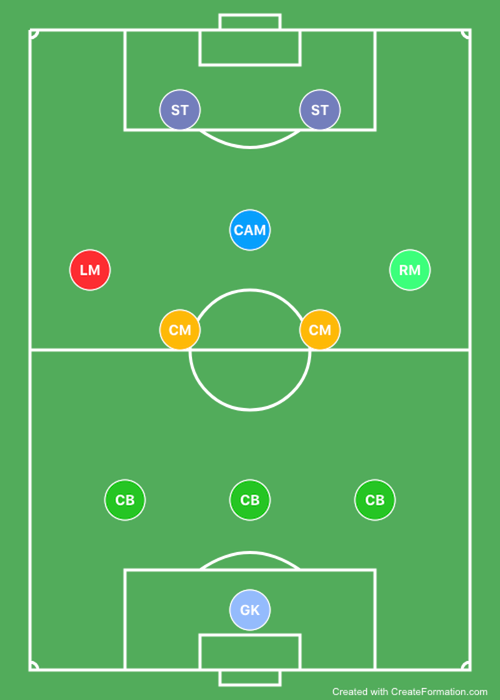 ST ST
CAM
LM RM
CM CM
CB CB CB
GK
Created with CreateFormation.com